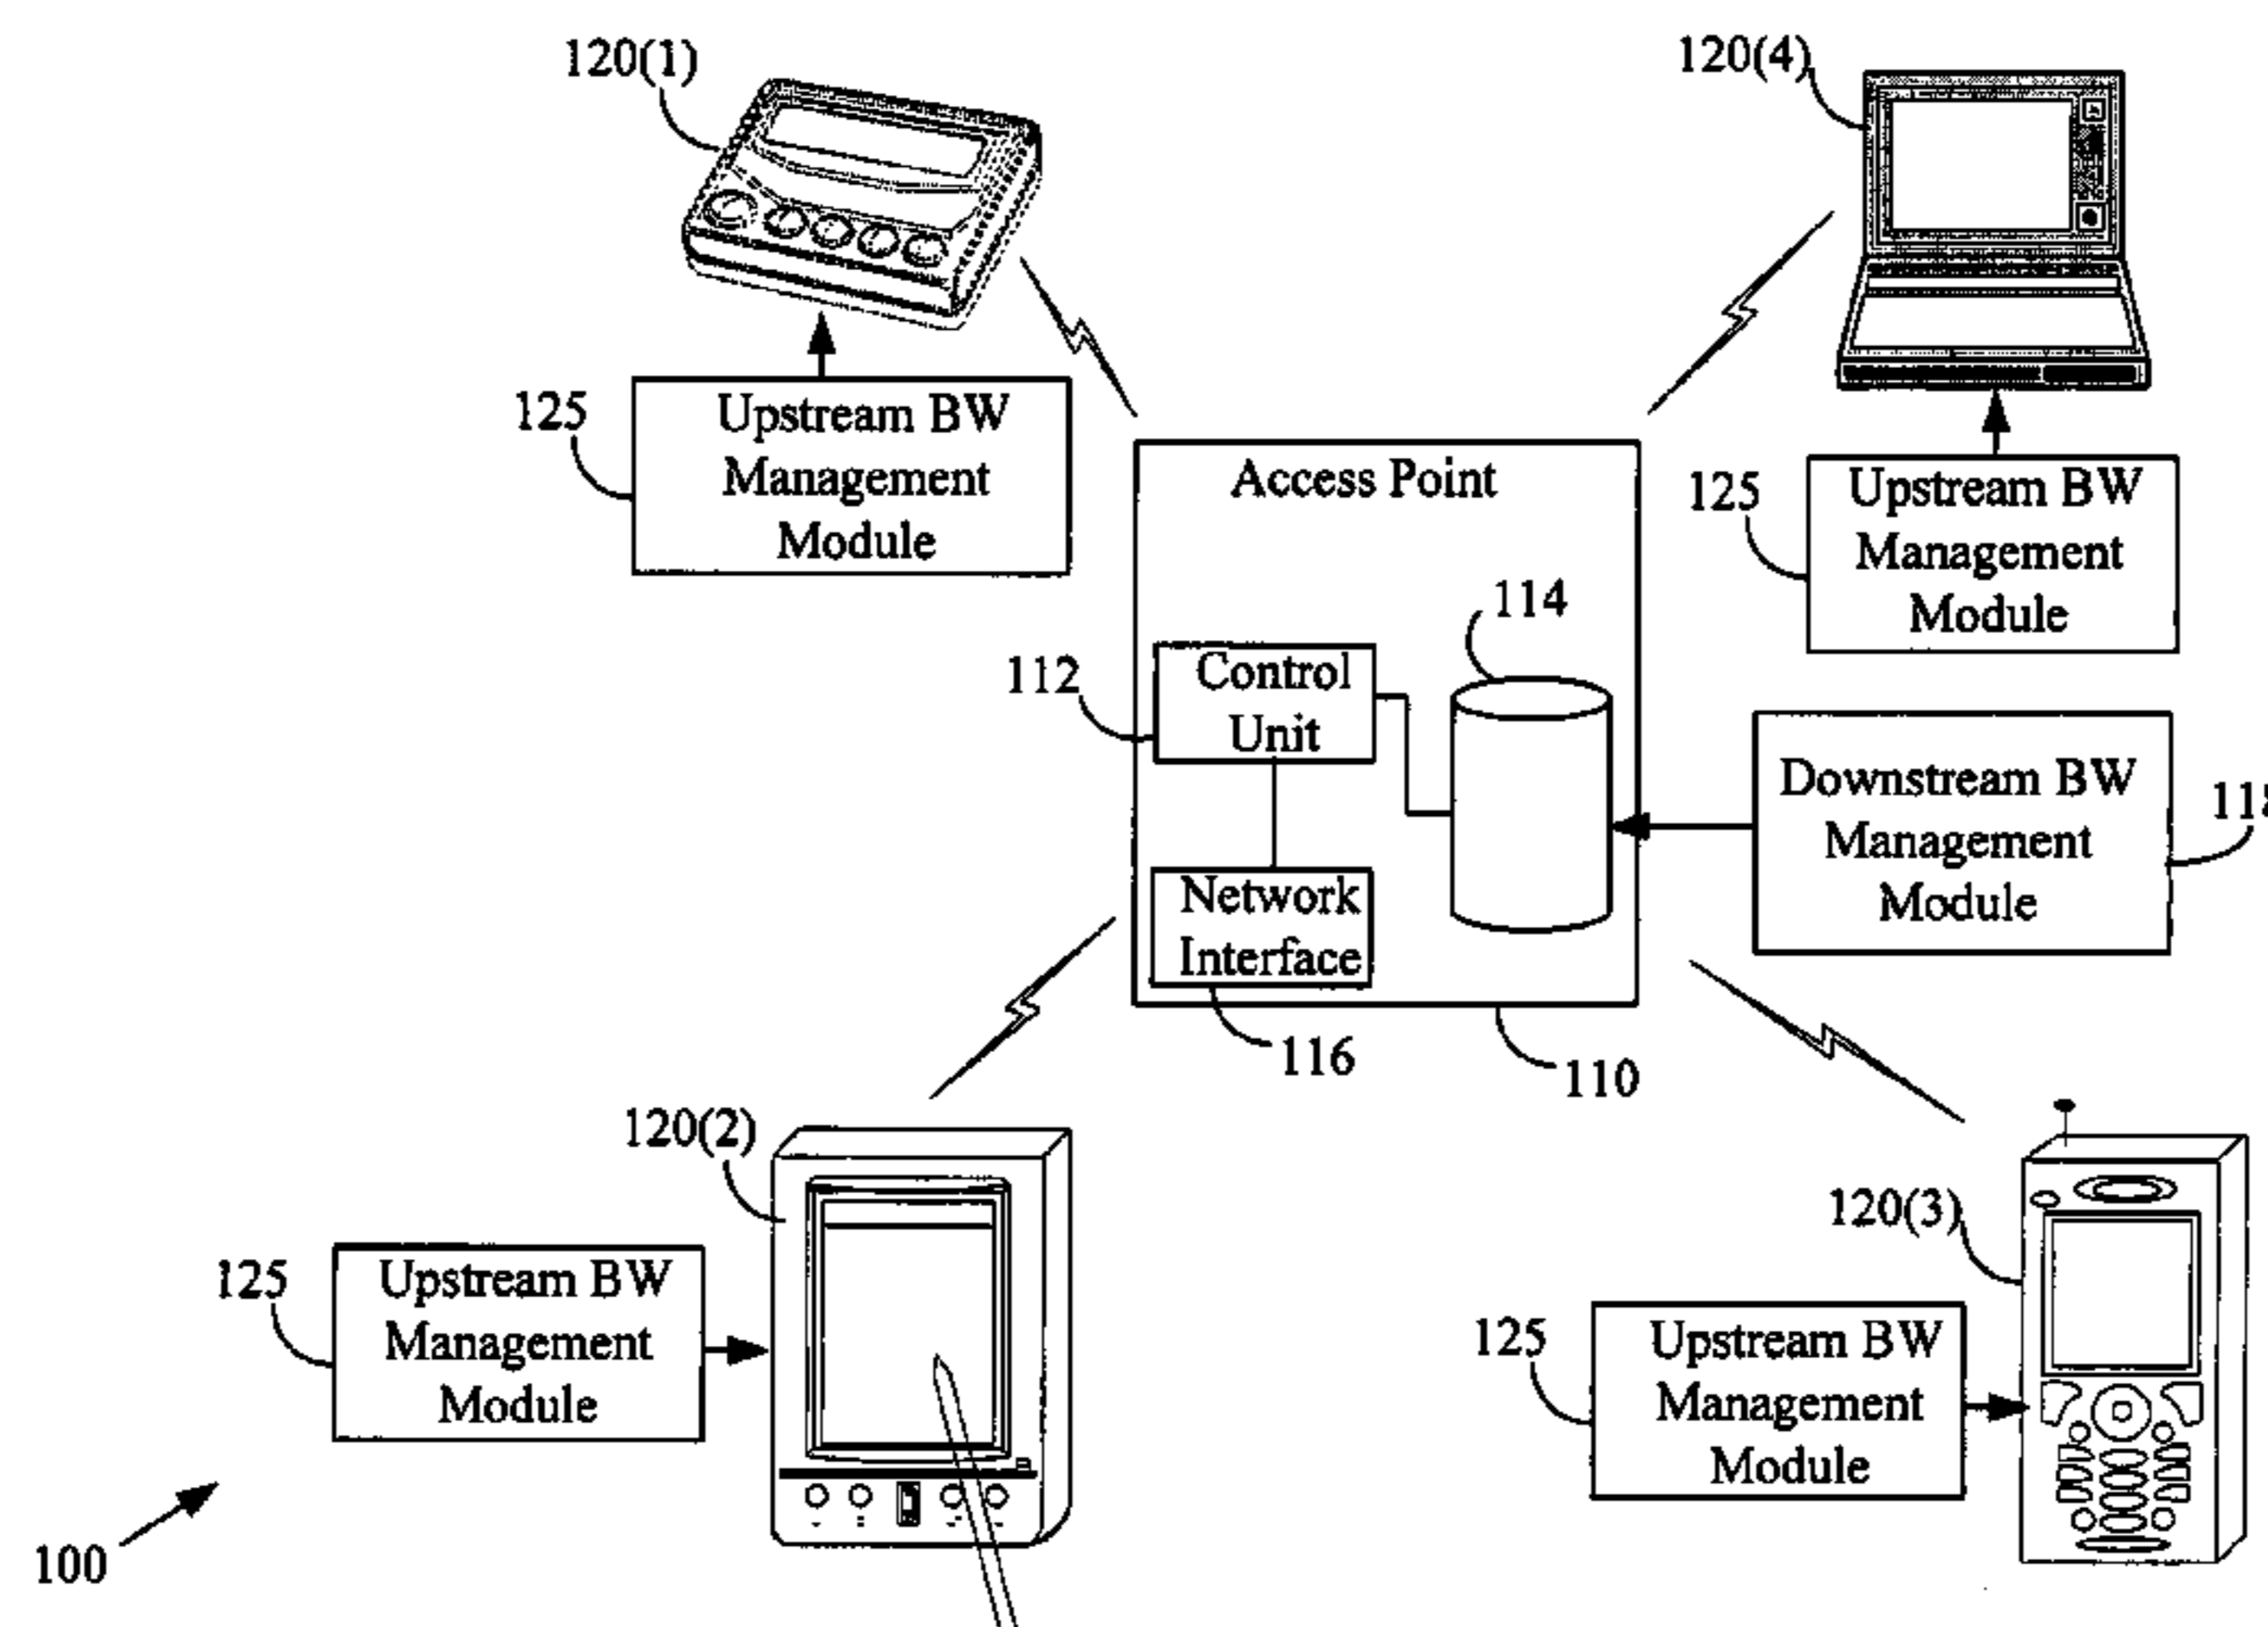 120(1)
120(4)
125
Upstream BW
Management
Module
Access Point
125
Upstream BW
Management
Module
114
112
Control
Unit
Downstream BW
Management
Module
118
Network
Interface
116
110
120(2)
120(3)
125
Upstream BW
Management
Module
125
Upstream BW
Management
Module
100